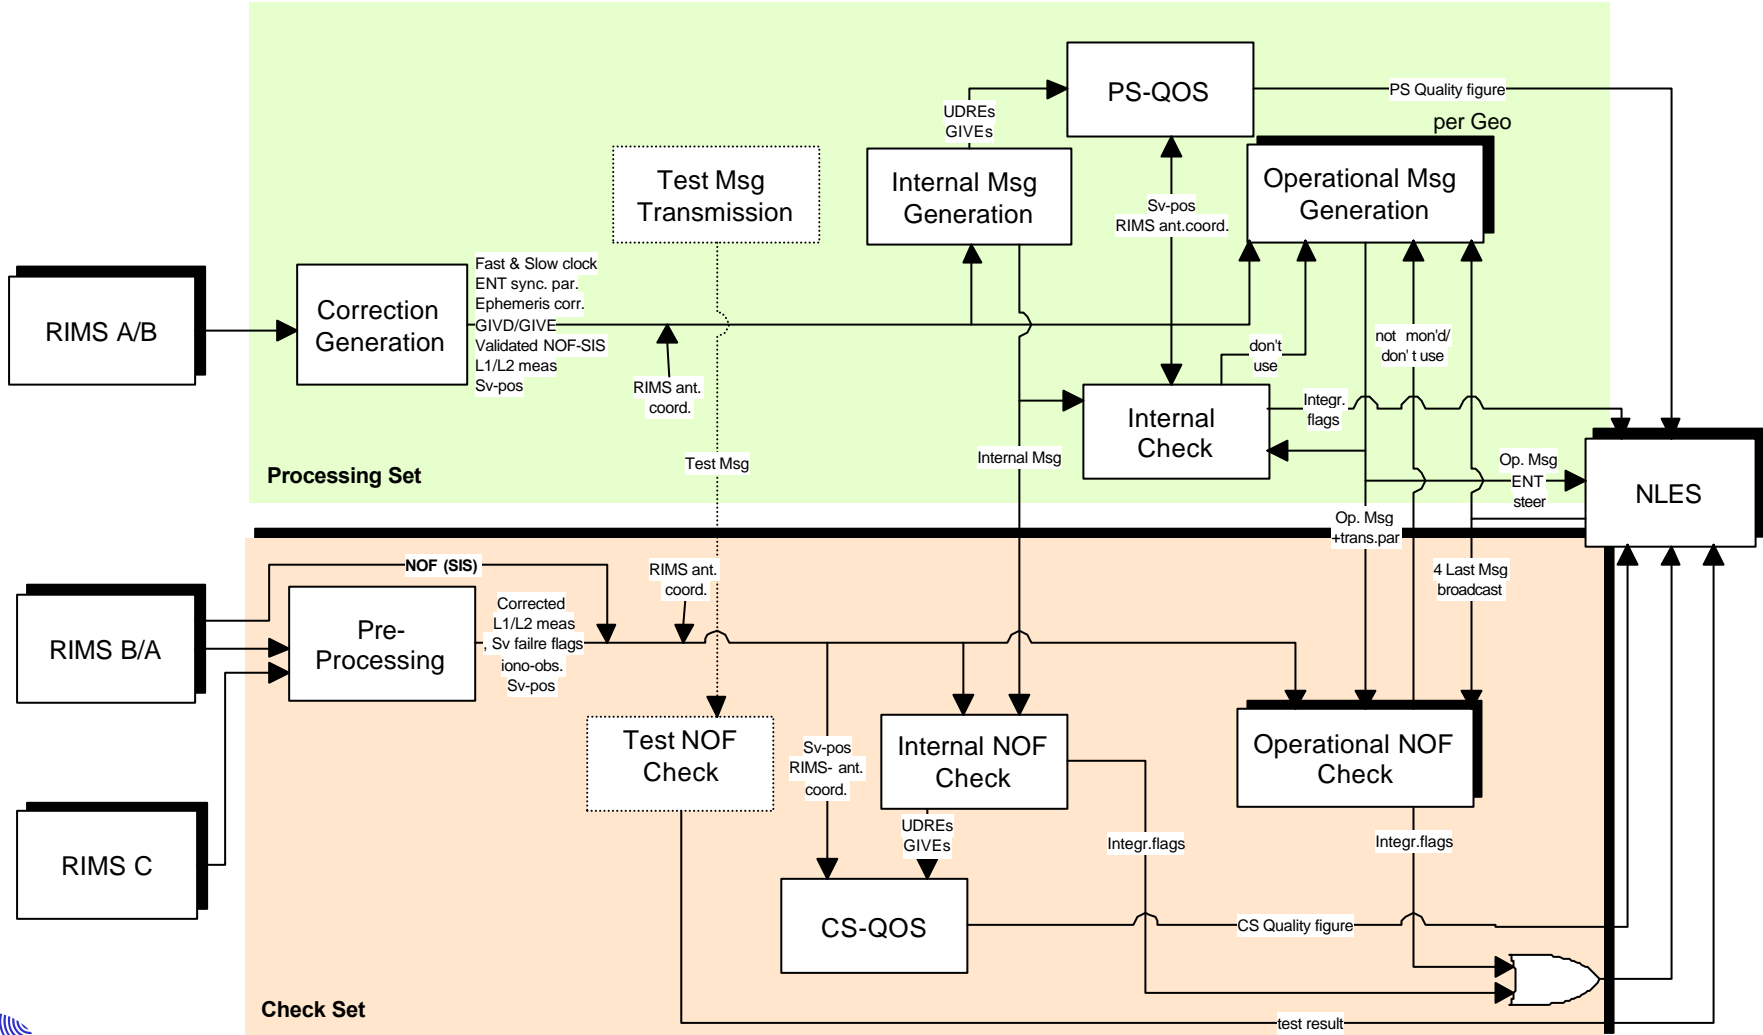 PS-QOS
PS Quality figure
per Geo
UDREs
GIVEs
Test Msg
Transmission
Internal Msg
Generation
Operational Msg
Generation
Sv-pos
RIMS ant.coord.
RIMS A/B
Correction
Generation
Fast & Slow clock
ENT sync. par.
Ephemeris corr.
GIVD/GIVE
Validated NOF-SIS
L1/L2 meas
Sv-pos
RIMS ant.
coord.
don't
use
not mon'd/
don' t use
Internal
Check
Integr.
flags
Test Msg
Internal Msg
Processing Set
Op. Msg
ENT
steer
NLES
Op. Msg
+trans.par
NOF (SIS)
RIMS ant.
coord.
4 Last Msg
broadcast
RIMS B/A
Pre-
Processing
Corrected
L1/L2 meas
, Sv failre flags
iono-obs.
Sv-pos
Test NOF
Check
Sv-pos
RIMS- ant.
coord.
Internal NOF
Check
Operational NOF
Check
UDREs
GIVEs
Integr.flags
Integr.flags
RIMS C
CS-QOS
CS Quality figure
Check Set
test result